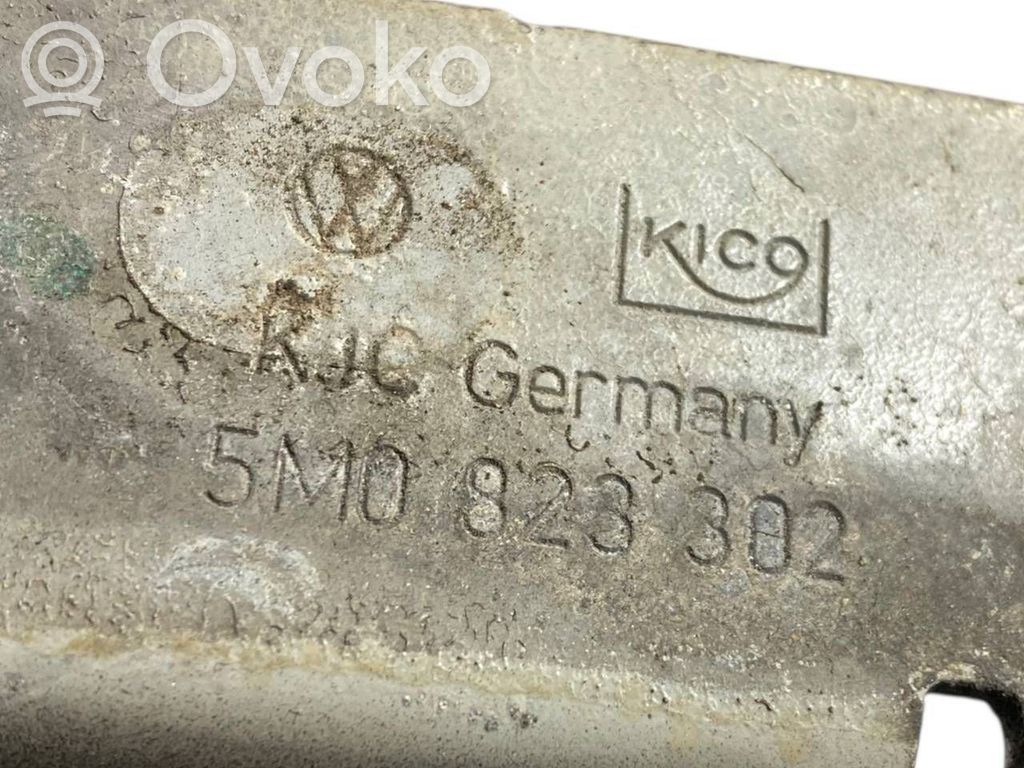 Ovoko
KICO
KJC Germany
5M0 823 302